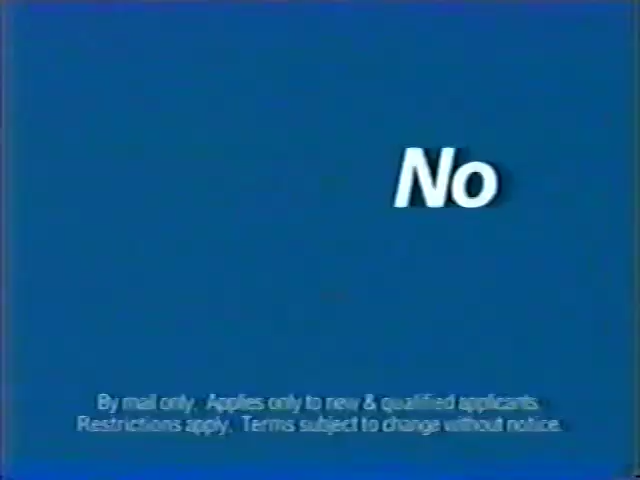 No
By mail only. Applies only to new & qualified applicants.
Restrictions apply. Terms subject to change without notice.